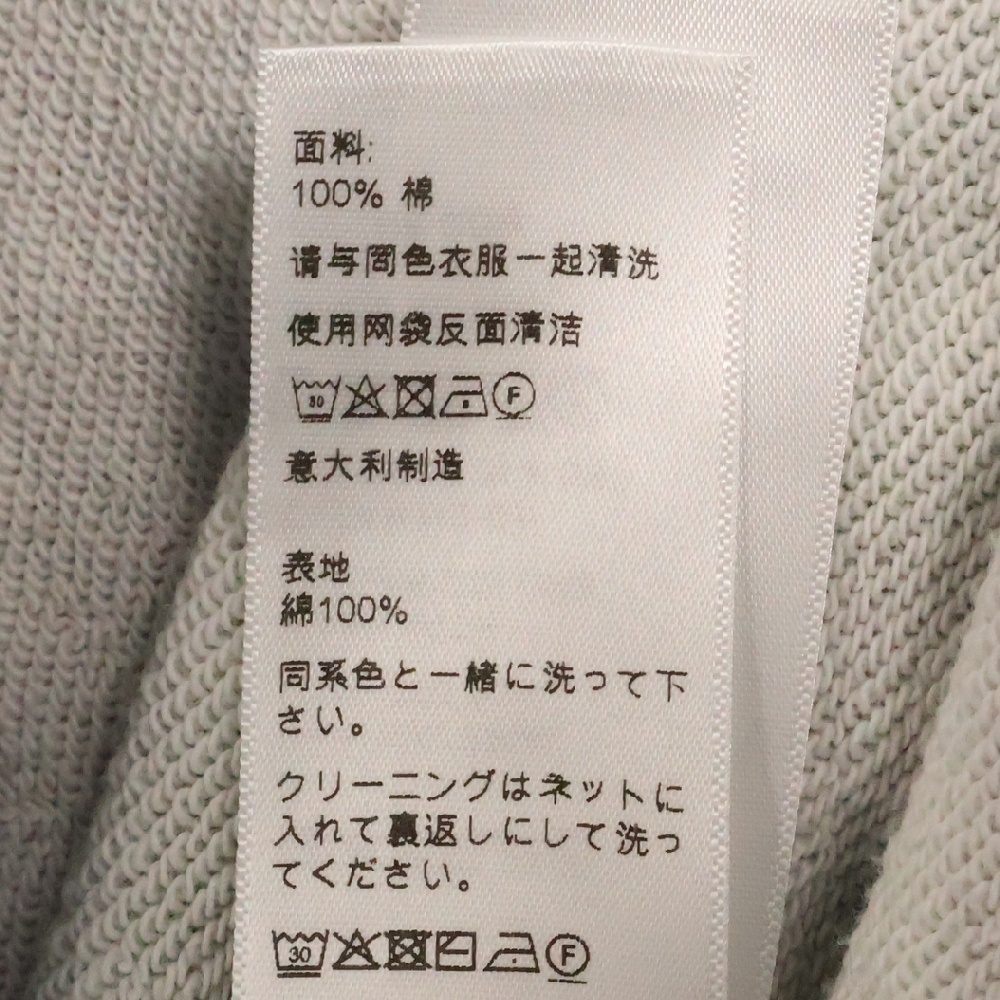 面料:
100% 棉
请与同色衣服一起清洗
使用网袋反面清洁
30 F
意大利制造
表地
綿100%
同系色と一緒に洗って下
さい。
クリーニングはネットに
入れて裏返しにして洗っ
てください。
30 F